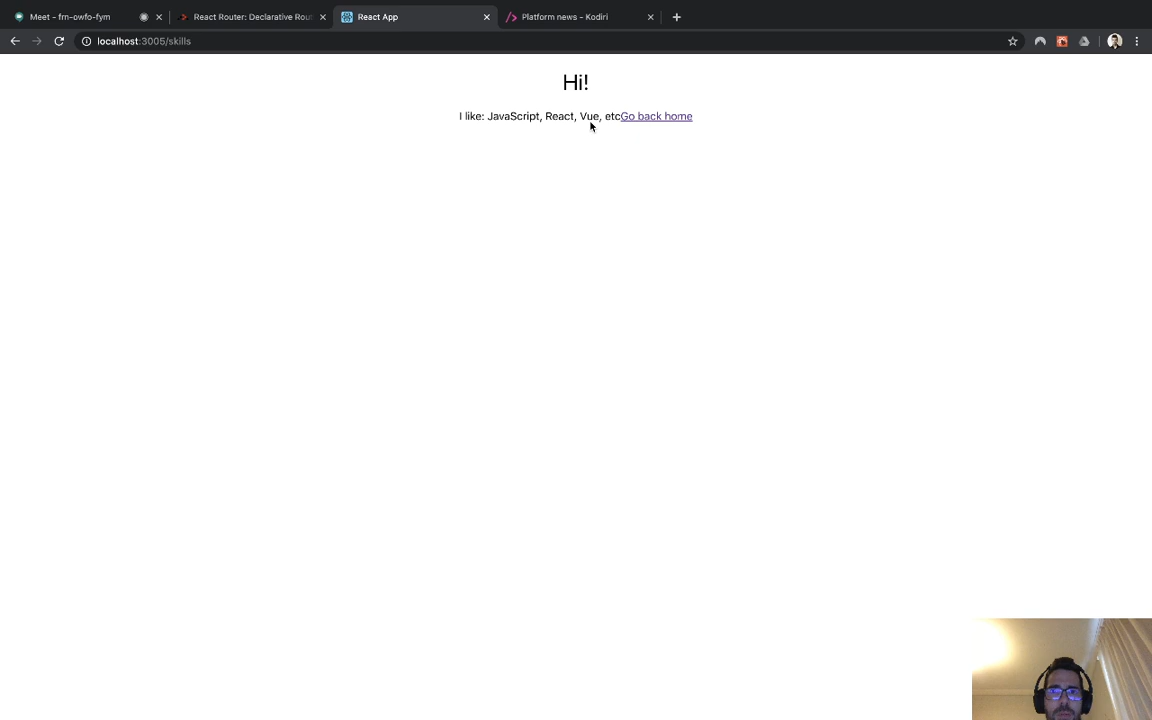 Meet - frn-owfo-fym
React Router: Declarative Rout
React App
Platform news - Kodiri
localhost:3005/skills
Hi!
I like: JavaScript, React, Vue, etcGo back home